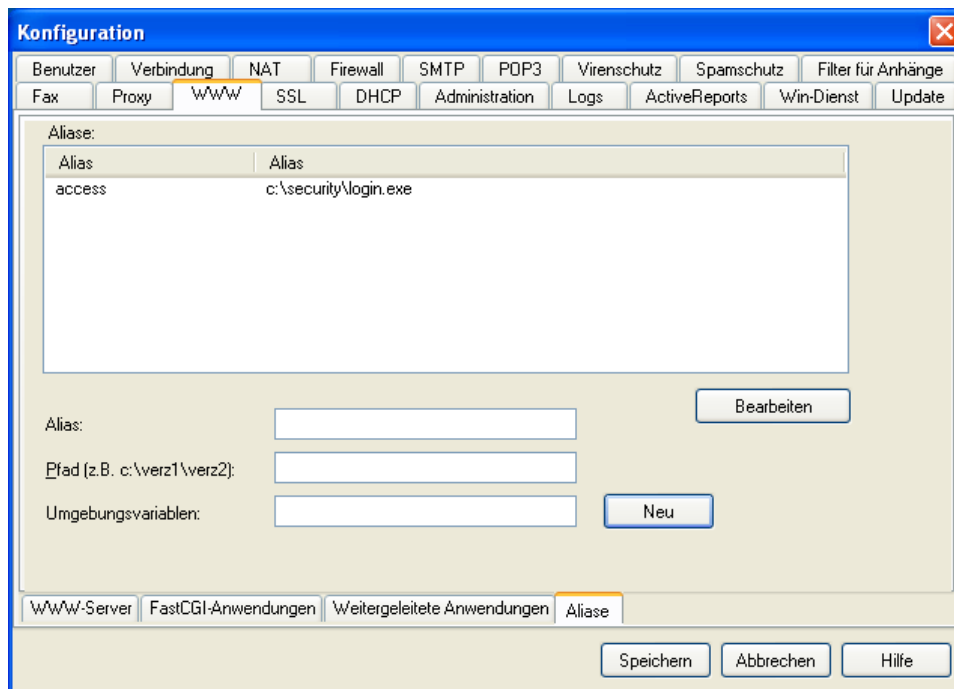 Konfiguration
Benutzer Verbindung NAT Firewall SMTP POP3 Virenschutz Spamschutz Filter für Anhänge
Fax Proxy WWW SSL DHCP Administration Logs ActiveReports Win-Dienst Update
Aliase:
Alias Alias
access c:\security\login.exe
Bearbeiten
Alias:
Pfad (z.B. c:\verz1\verz2):
Umgebungsvariablen: Neu
WWW-Server FastCGI-Anwendungen Weitergeleitete Anwendungen Aliase
Speichern Abbrechen Hilfe